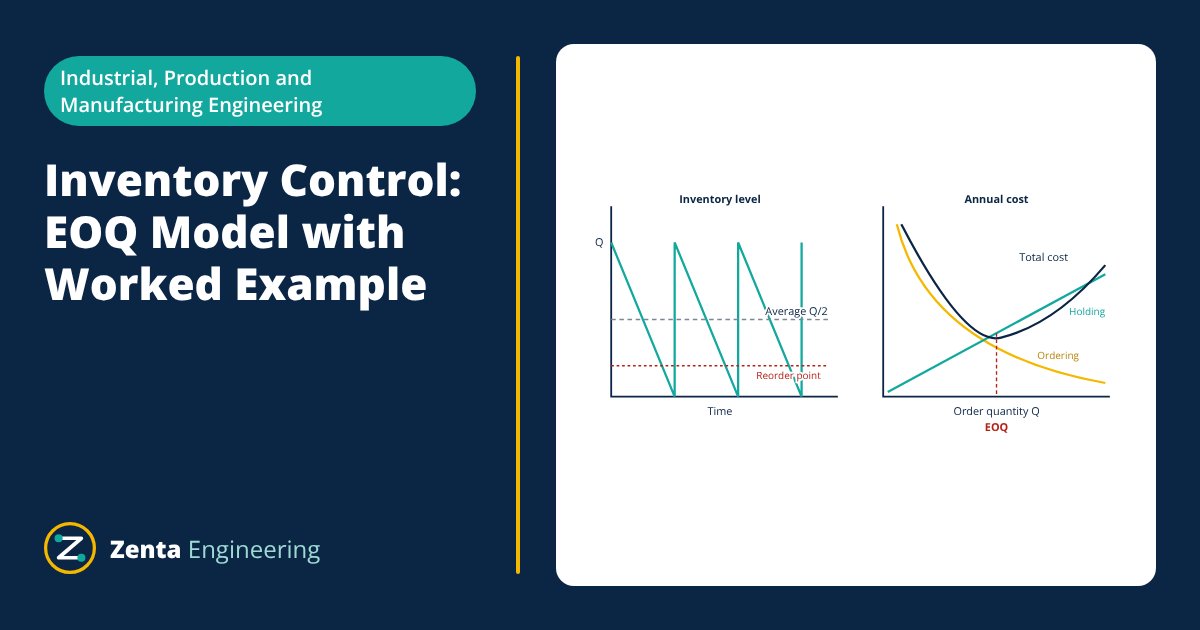 Industrial, Production and
Manufacturing Engineering
Inventory Control:
EOQ Model with
Worked Example
Zenta Engineering
Inventory level
Q
Average Q/2
Reorder point
Time
Annual cost
Total cost
Holding
Ordering
Order quantity Q
EOQ